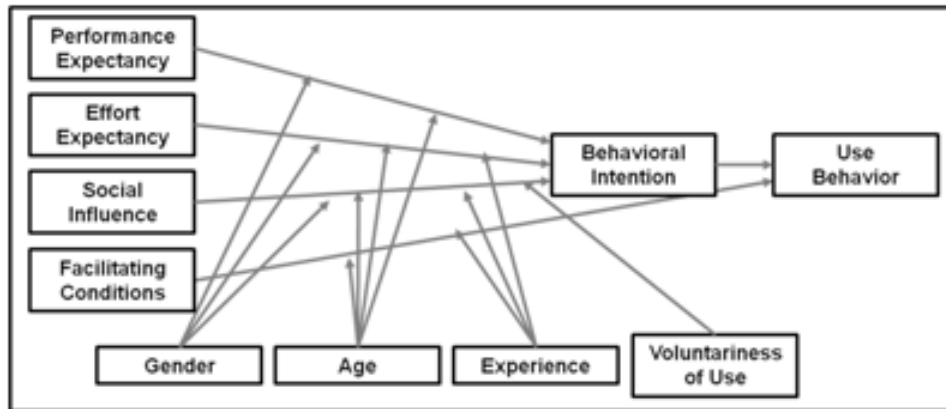 Performance
Expectancy
Effort
Expectancy
Social
Influence
Facilitating
Conditions
Behavioral
Intention
Use
Behavior
Gender
Age
Experience
Voluntariness
of Use